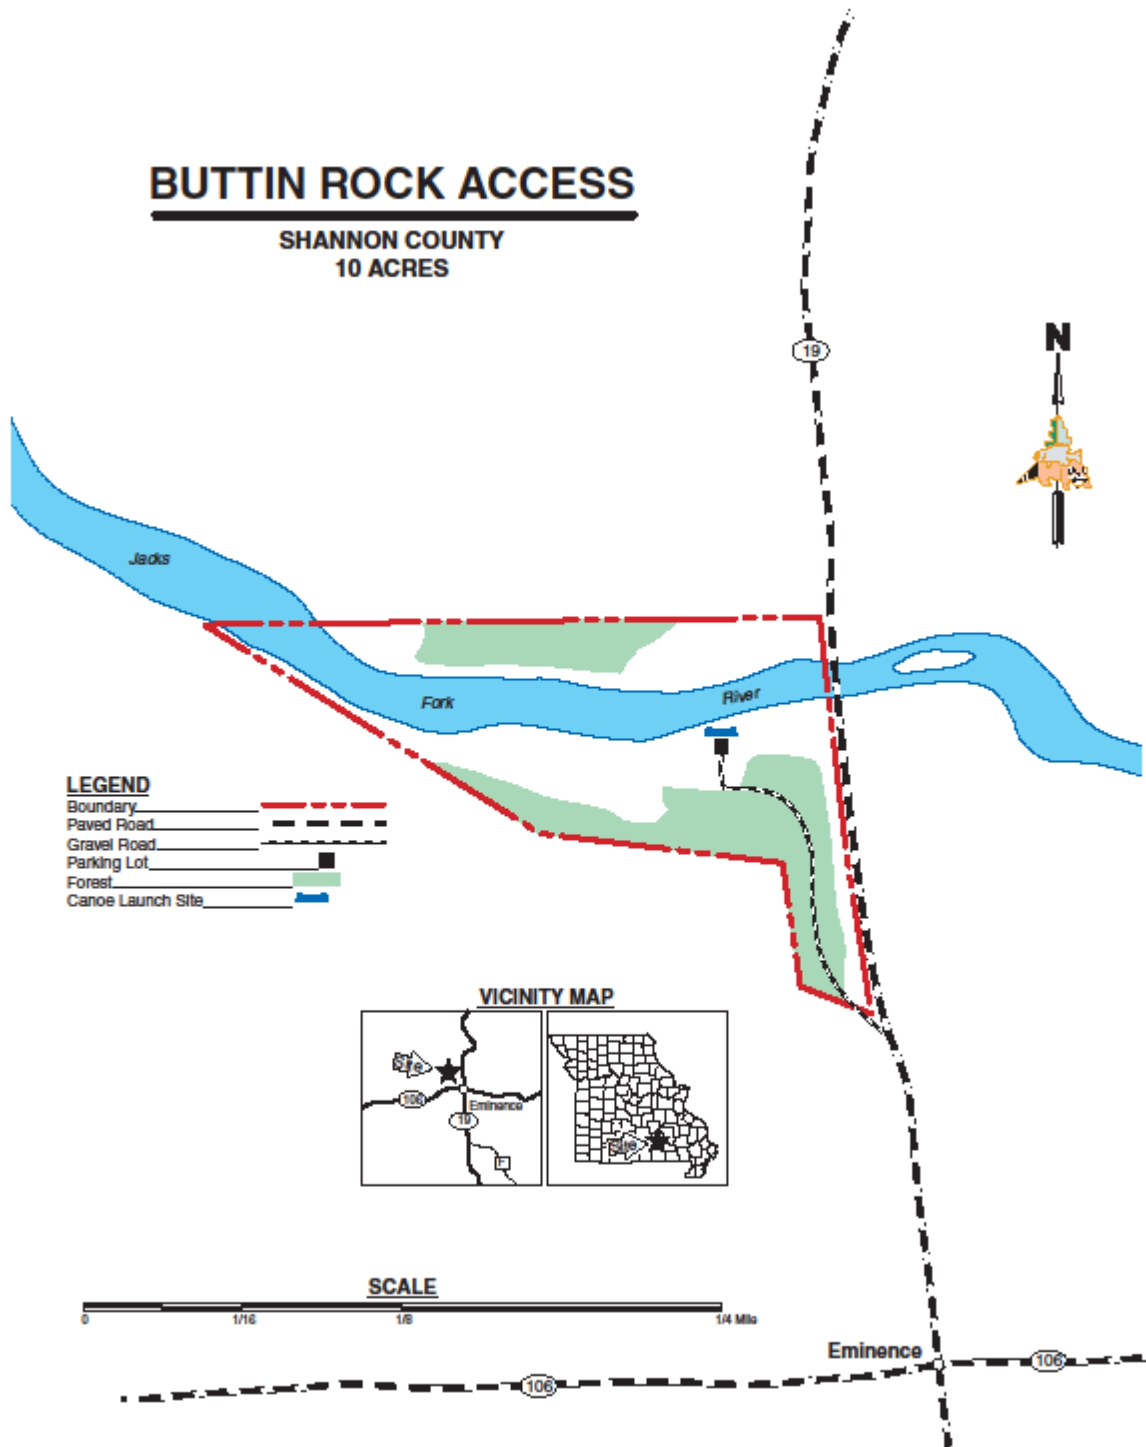 BUTTIN ROCK ACCESS
SHANNON COUNTY
10 ACRES
19
N
Jacks
Fork
River
LEGEND
Boundary
Paved Road
Gravel Road
Parking Lot
Forest
Canoe Launch Site
VICINITY MAP
Site
106
Eminence
19
F
Site
SCALE
0 1/16 1/8 1/4 Mile
Eminence
106
106